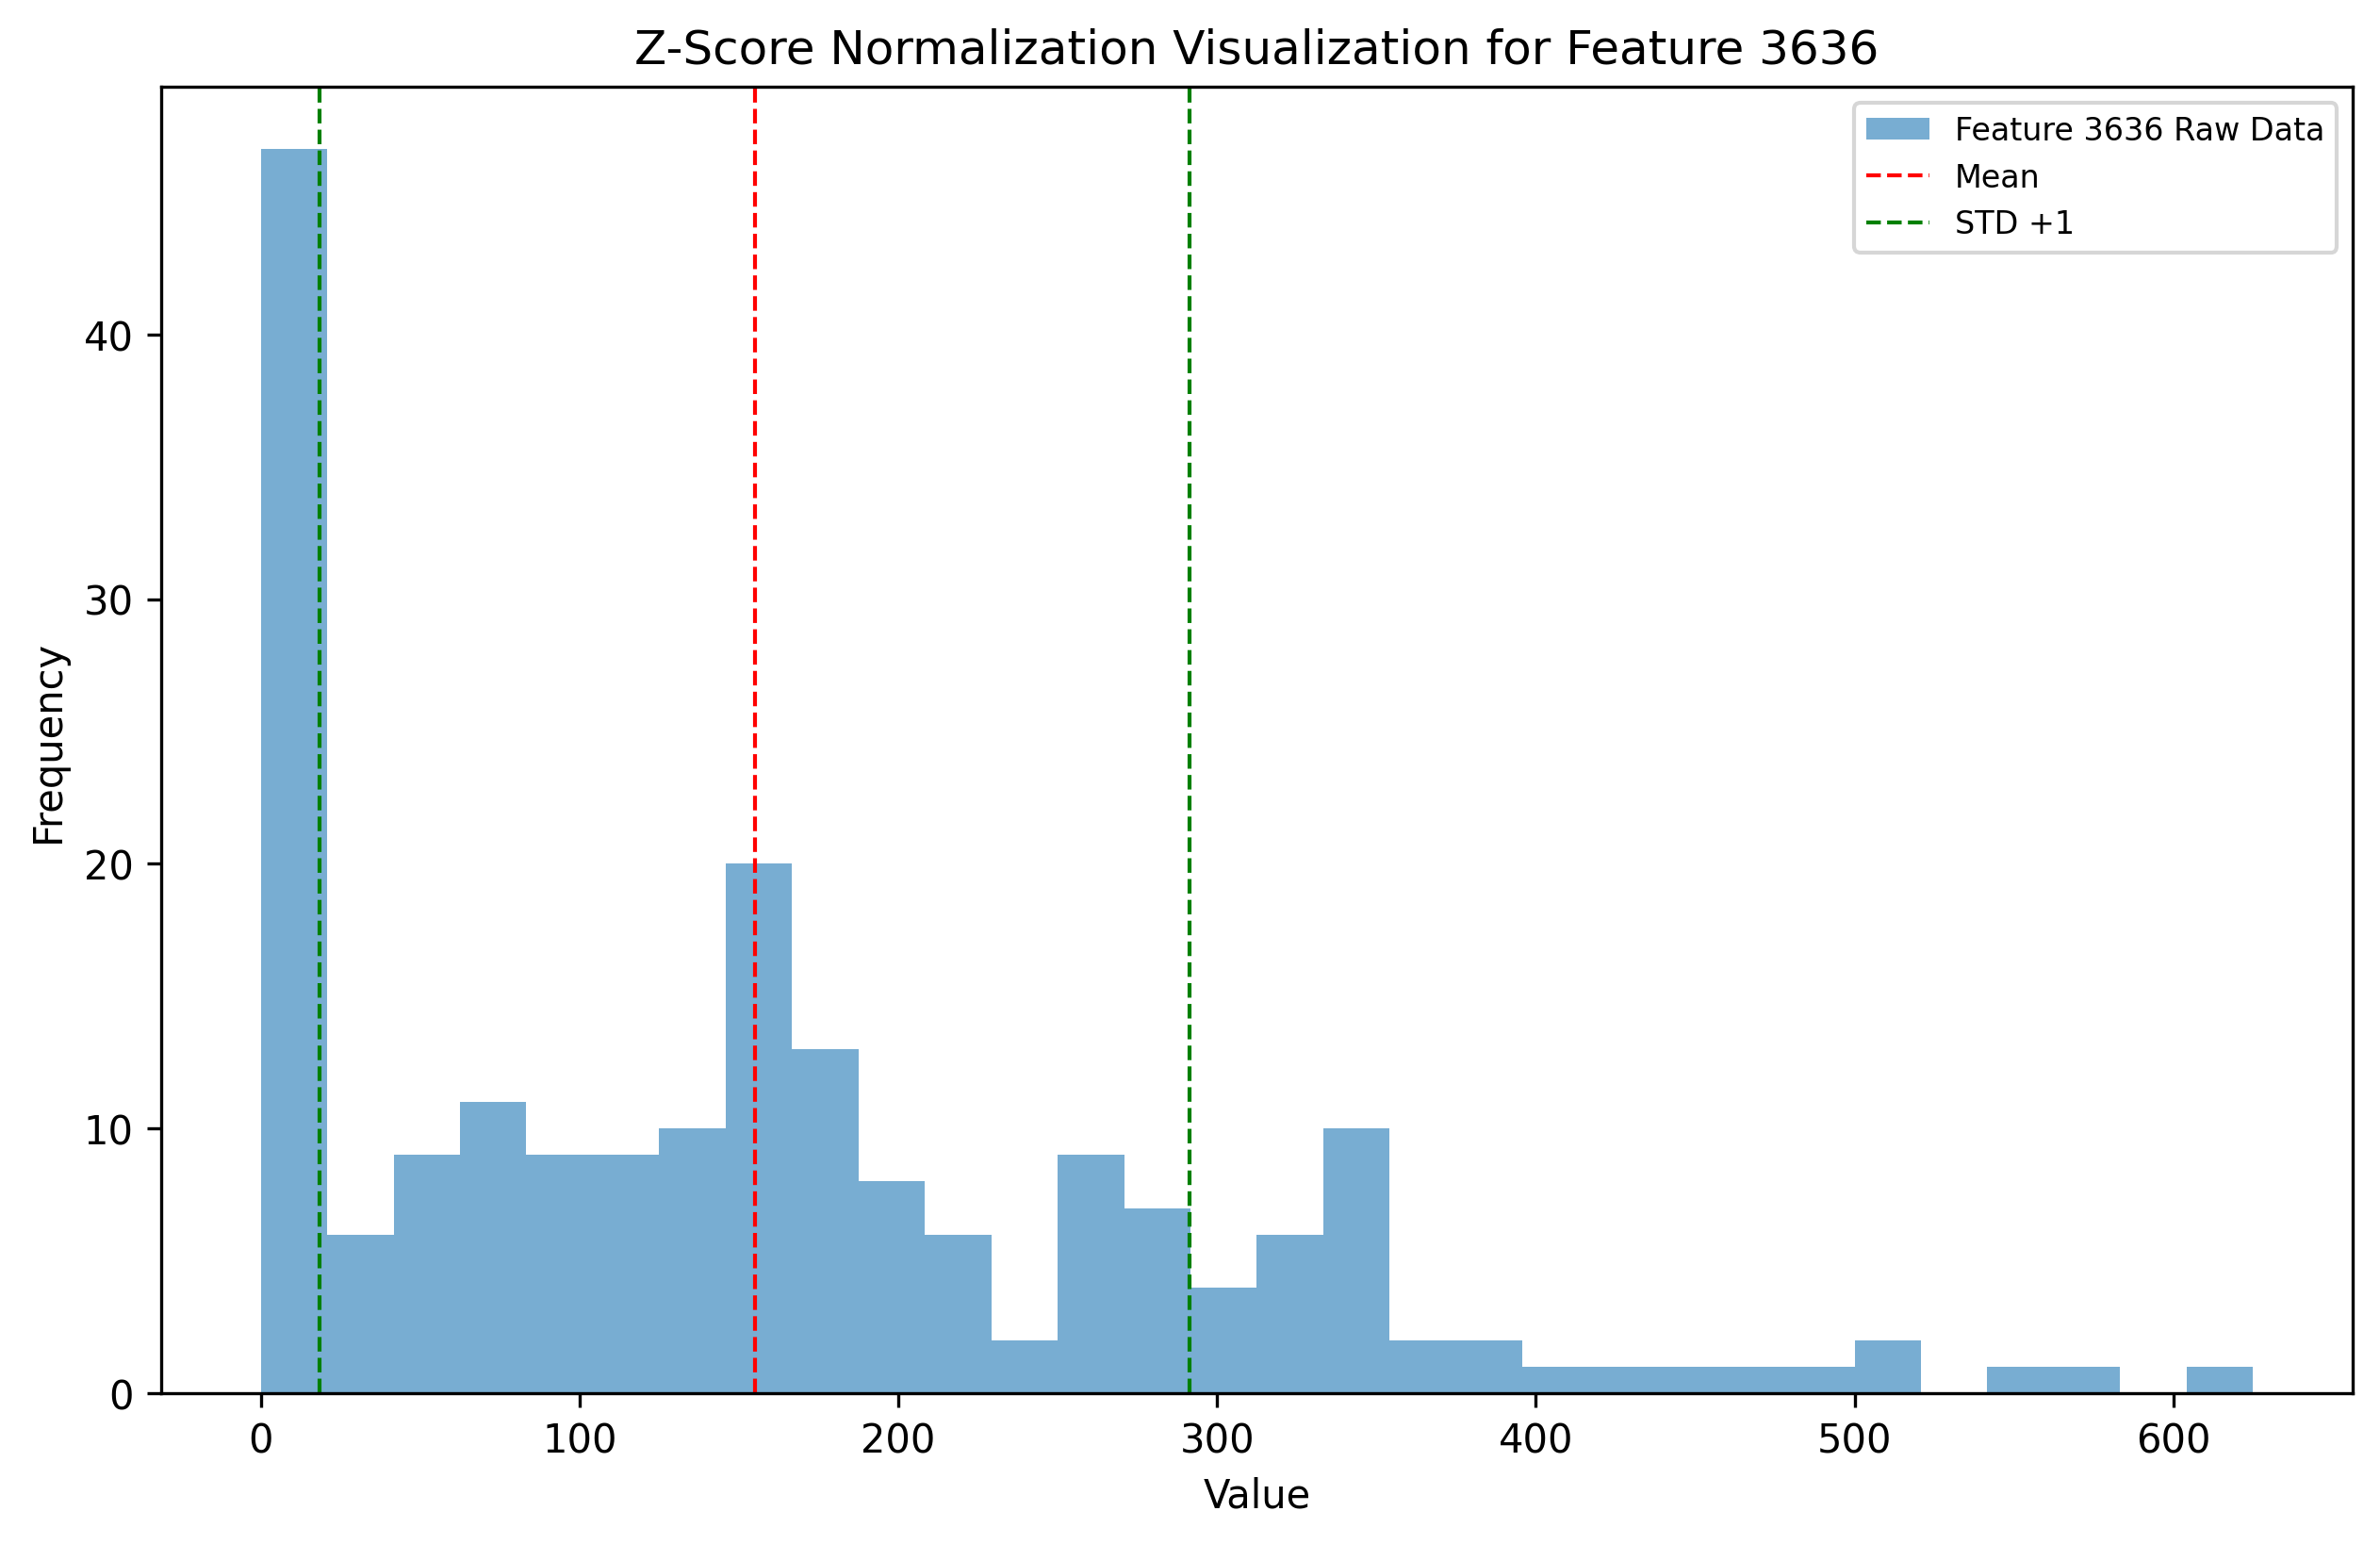 Z-Score Normalization Visualization for Feature 3636
Feature 3636 Raw Data
Mean
STD +1
Frequency
40
30
20
10
0
0 100 200 300 400 500 600
Value